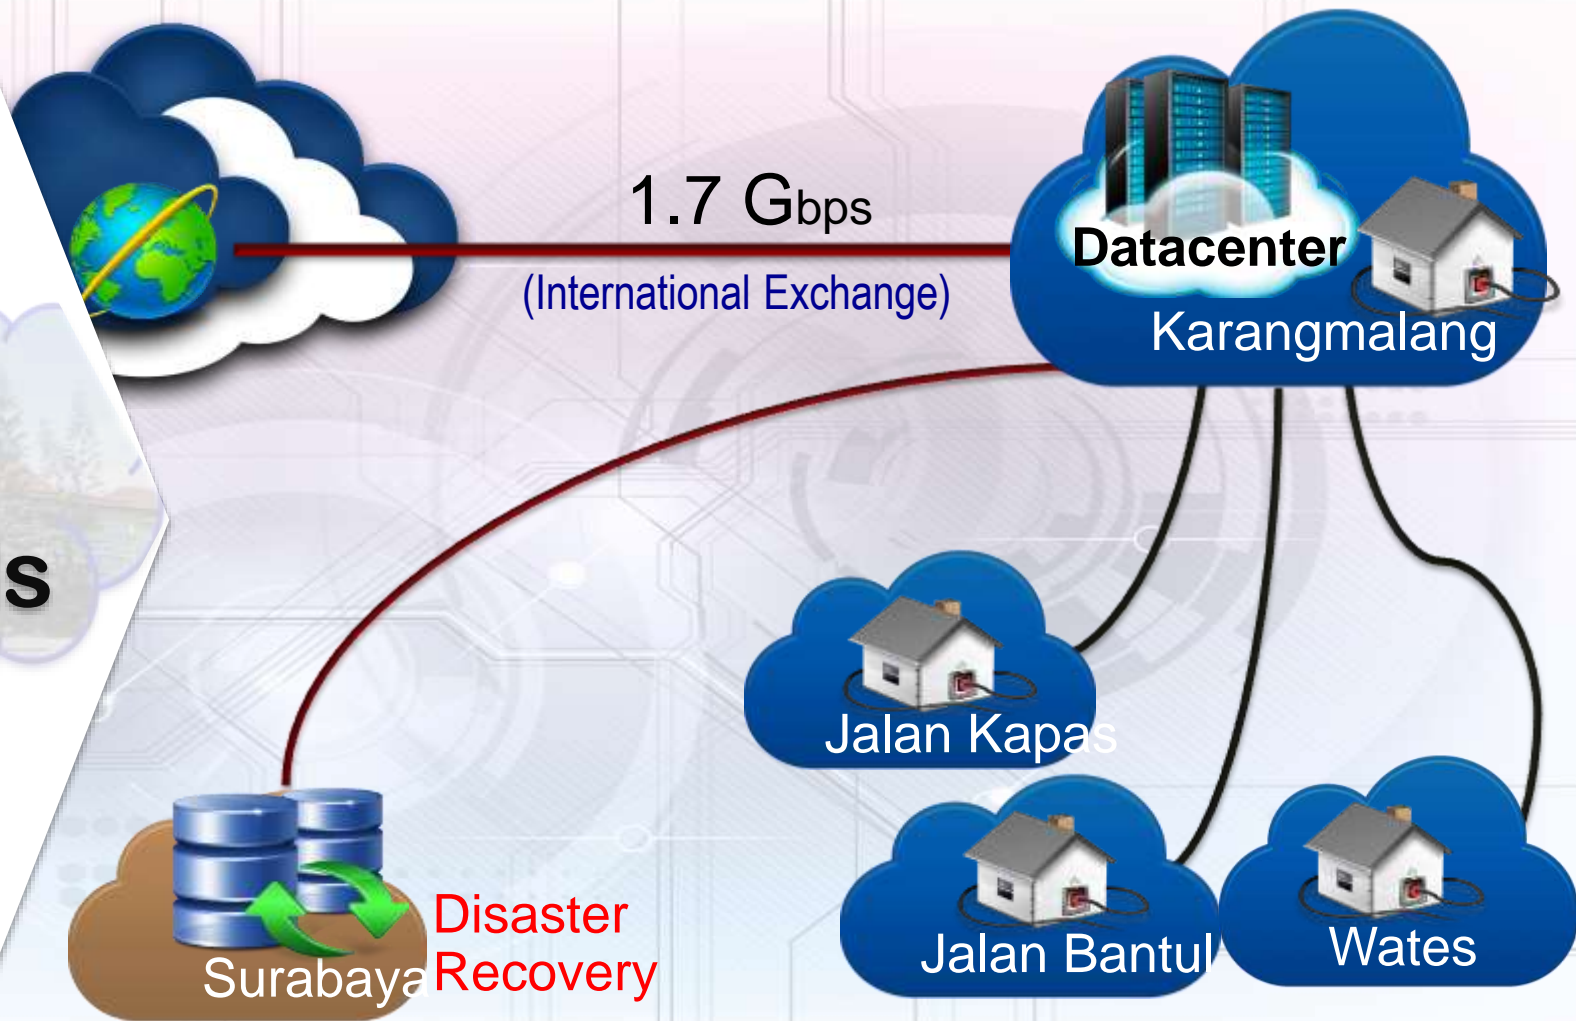 1.7 Gbps
(International Exchange)
Datacenter
Karangmalang
s
Jalan Kapas
Disaster
Recovery
Surabaya
Jalan Bantul
Wates